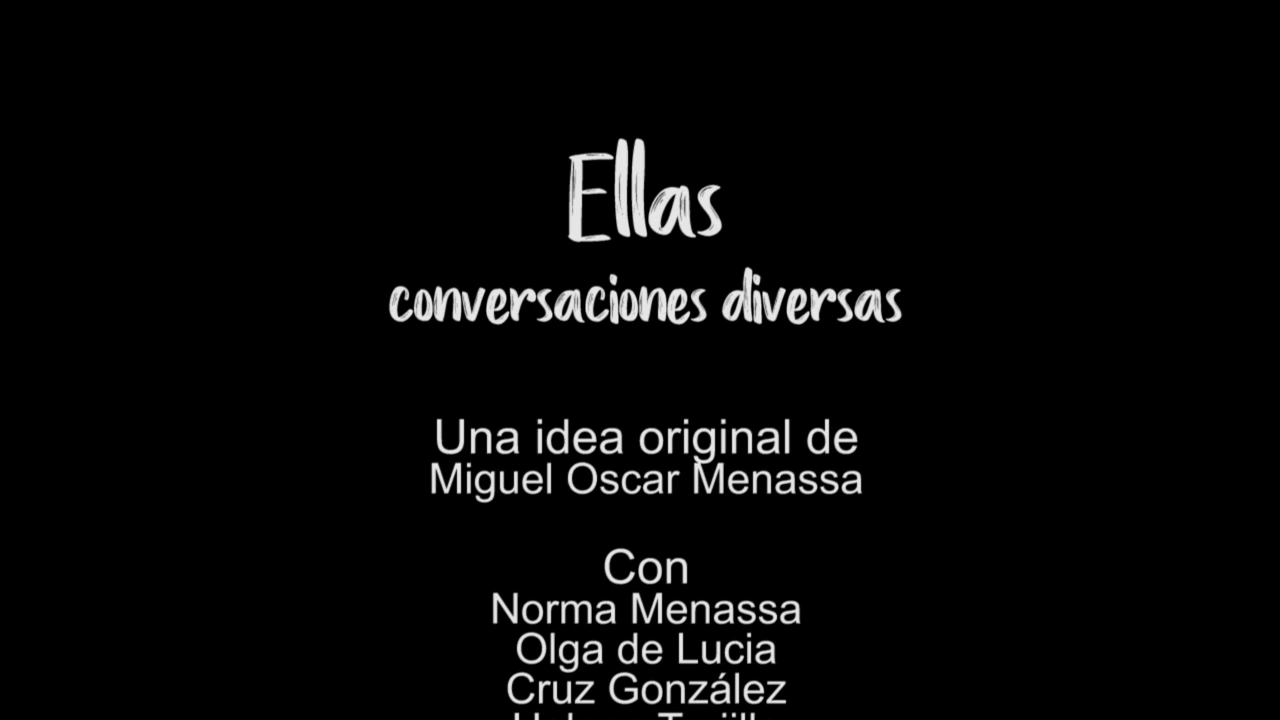 Ellas
conversaciones diversas
Una idea original de
Miguel Oscar Menassa
Con
Norma Menassa
Olga de Lucia
Cruz González